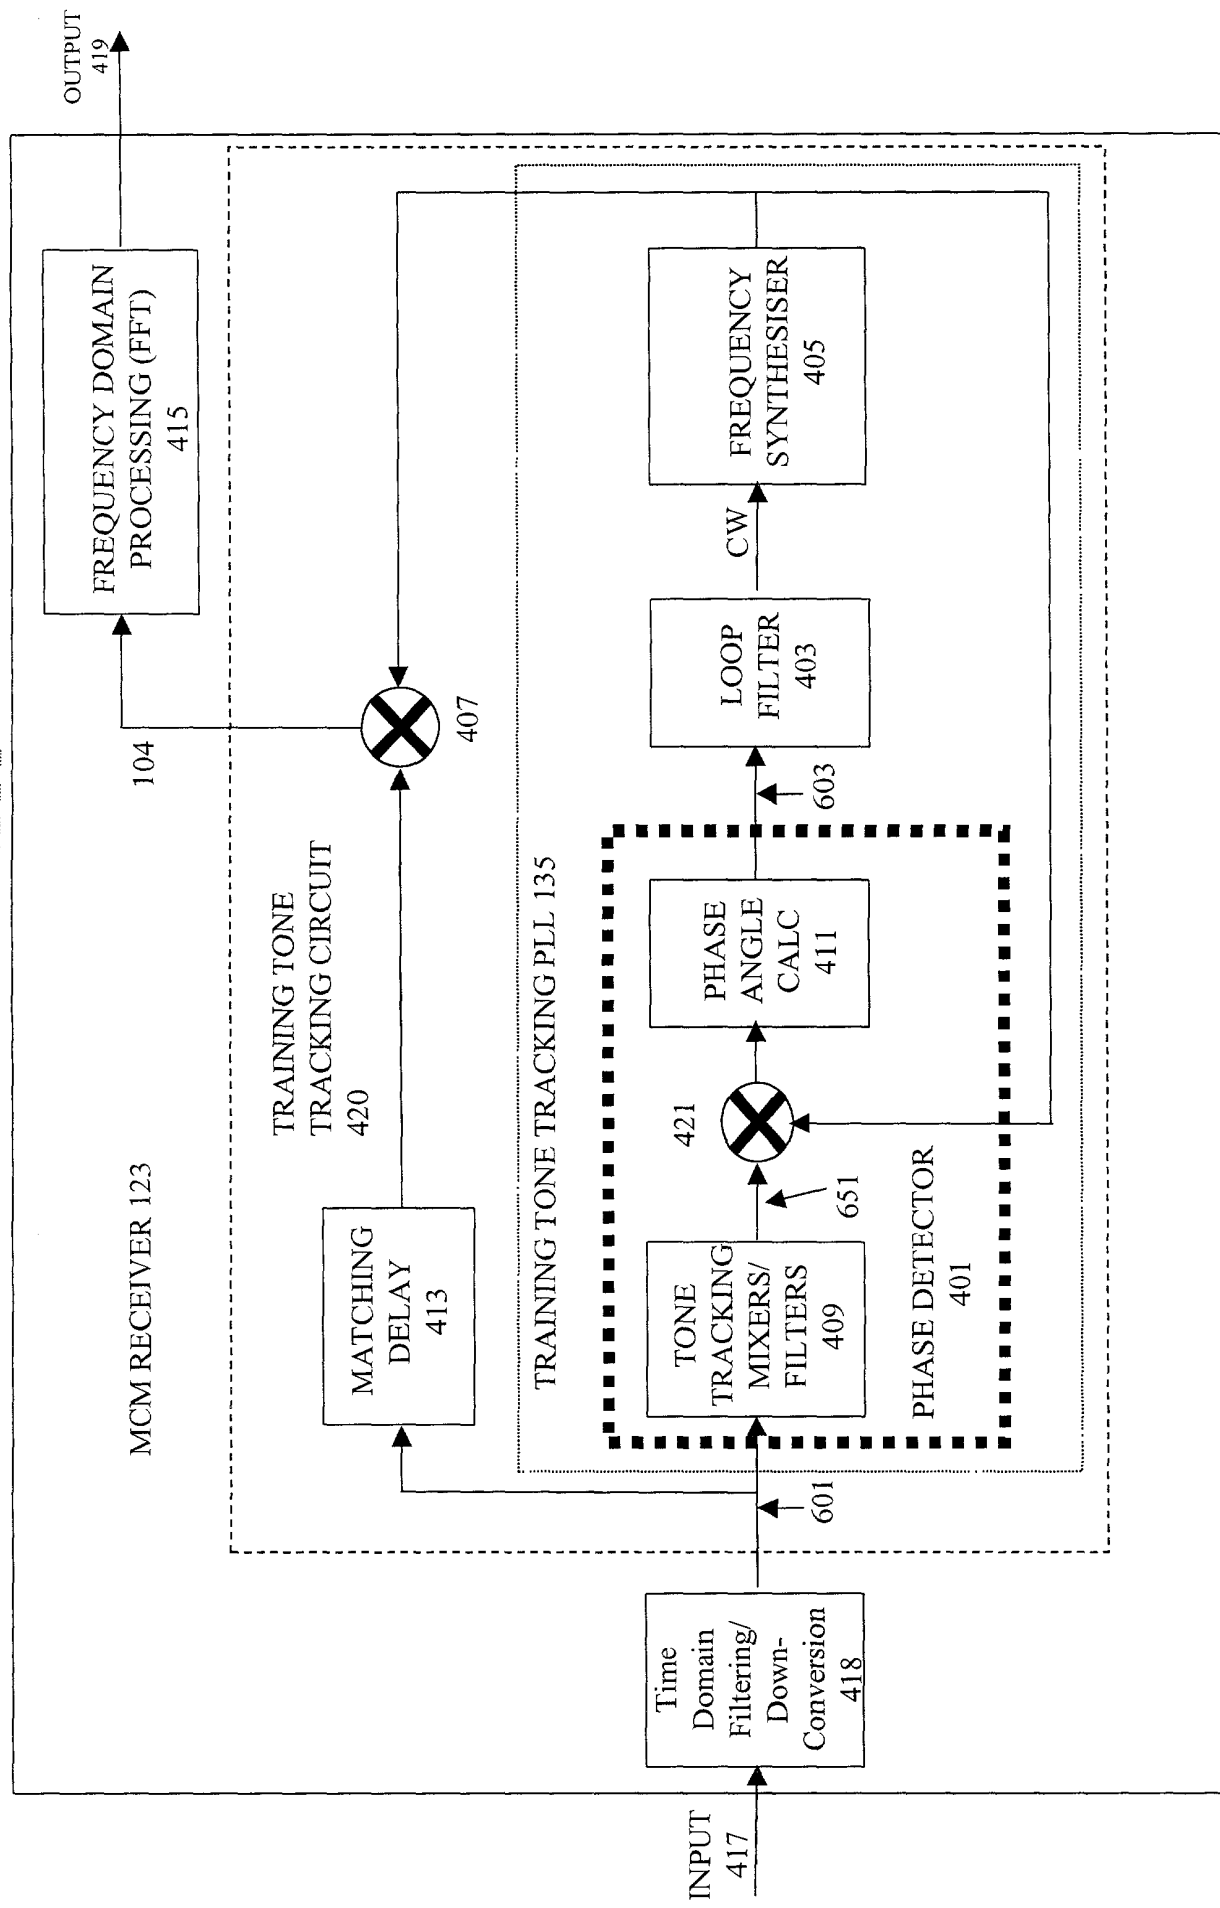 MCM RECEIVER 123
FREQUENCY DOMAIN
PROCESSING (FFT)
415
OUTPUT
419
104
TRAINING TONE
TRACKING CIRCUIT
420
MATCHING
DELAY
413
407
TRAINING TONE TRACKING PLL 135
INPUT
417
Time
Domain
Filtering/
Down-
Conversion
418
601
TONE
TRACKING
MIXERS/
FILTERS
409
651
421
PHASE
ANGLE
CALC
411
PHASE DETECTOR
401
603
LOOP
FILTER
403
CW
FREQUENCY
SYNTHESISER
405